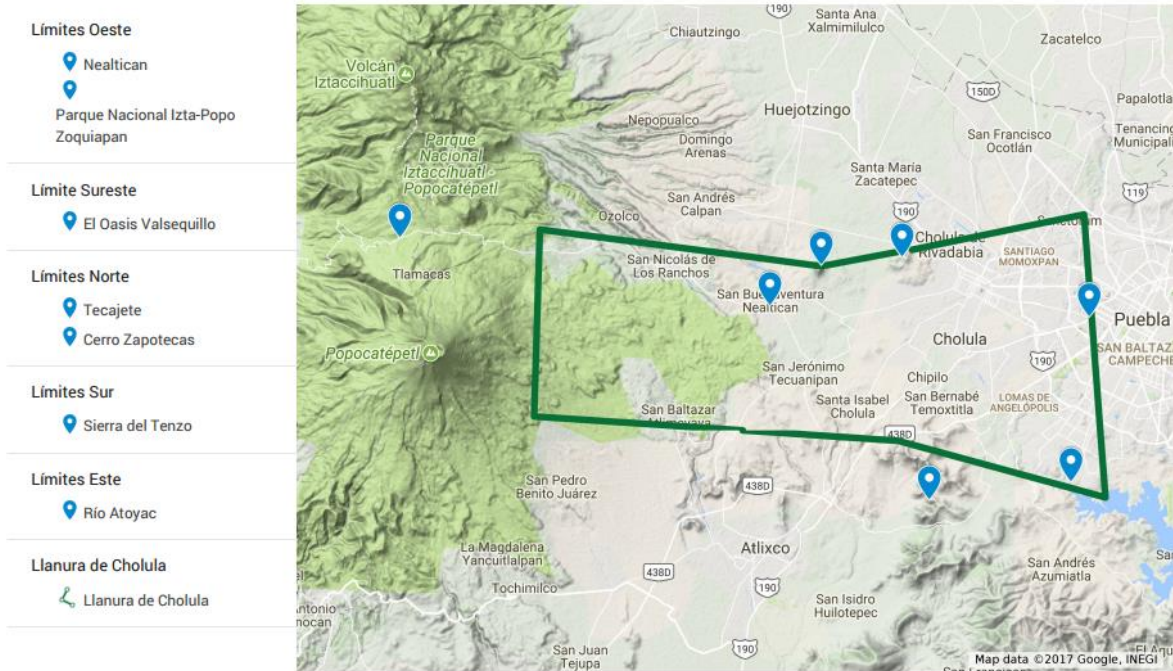 Límites Oeste
Nealtican
Parque Nacional Izta-Popo
Zoquiapan
Límite Sureste
El Oasis Valsequillo
Límites Norte
Tecajete
Cerro Zapotecas
Límites Sur
Sierra del Tenzo
Límites Este
Río Atoyac
Llanura de Cholula
Llanura de Cholula
190
Santa Ana
Xalmimilulco
Chiautzingo
Zacatelco
Volcán
Iztaccíhuatl
150D
Papalotla
Huejotzingo
Nepopualco
Domingo
Arenas
San Francisco
Ocotlán
Tenancingo
Municipali
Parque
Nacional
Iztaccíhuatl -
Popocatépetl
Santa María
Zacatepec
119
San Andrés
Calpan
190
Ozolco
Sanctorum
Cholula de
Rivadabia
SANTIAGO
MOMOXPAN
San Nicolás de
Los Ranchos
Tlamacas
San Buenaventura
Nealtican
Puebla
Cholula
Popocatépetl
190
SAN BALTAZA
CAMPECHE
San Jerónimo
Tecuanipan
Chipilo
San Bernabé
Temoxtitla
Santa Isabel
Cholula
LOMAS DE
ANGELÓPOLIS
San Baltazar
Atlimeyaya
438D
San Pedro
Benito Juárez
438D
Atlixco
La Magdalena
Yancuitlalpan
438D
San Andrés
Azumiatla
Tochimilco
190
San Isidro
Huilotepec
San Juan
Tejupa
190
Map data ©2017 Google, INEGI